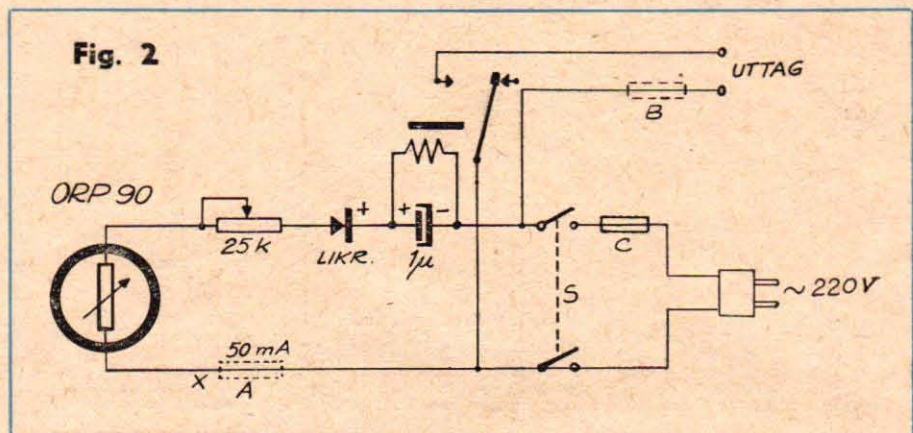 Fig. 2
UTTAG
B
ORP 90
+
+
-
25 k
LIKR.
1µ
C
S
~ 220V
50 mA
X
A